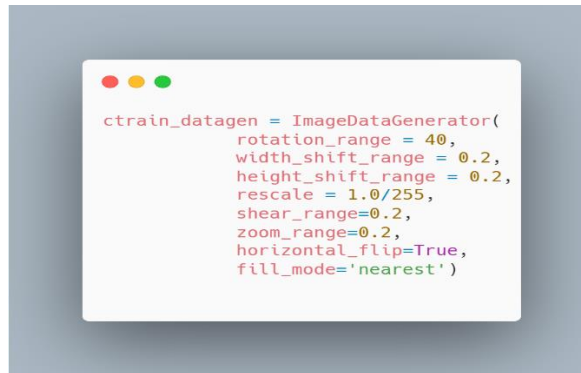 ctrain_datagen = ImageDataGenerator(
rotation_range = 40,
width_shift_range = 0.2,
height_shift_range = 0.2,
rescale = 1.0/255,
shear_range=0.2,
zoom_range=0.2,
horizontal_flip=True,
fill_mode='nearest')